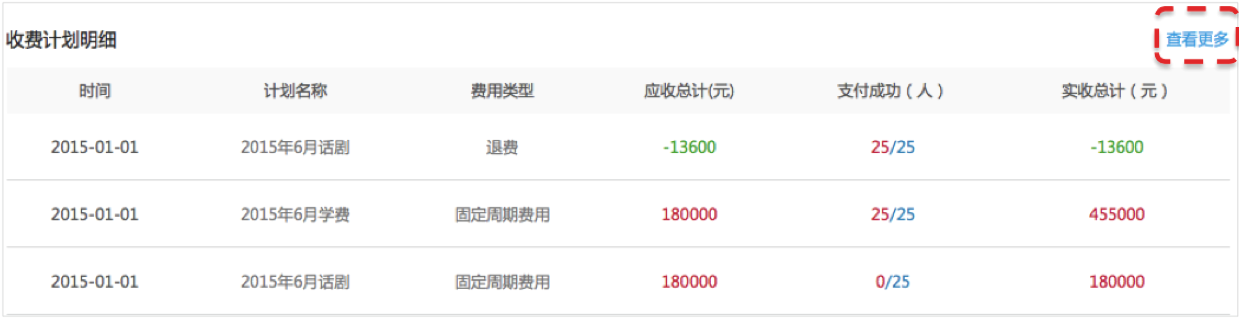 收费计划明细 查看更多
时间 计划名称 费用类型 应收总计(元) 支付成功（人） 实收总计（元）
2015-01-01 2015年6月话剧 退费 -13600 25/25 -13600
2015-01-01 2015年6月学费 固定周期费用 180000 25/25 455000
2015-01-01 2015年6月话剧 固定周期费用 180000 0/25 180000